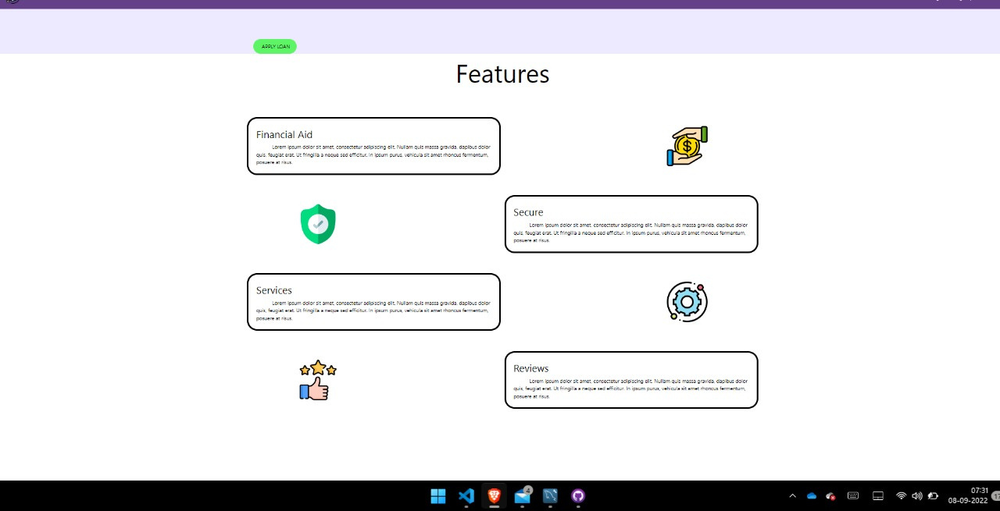 APPLY LOAN
Features
Financial Aid
Lorem ipsum dolor sit amet, consectetur adipiscing elit. Nullam quis massa gravida, dapibus dolor
quis, feugiat erat. Ut fringilla a neque sed efficitur. In ipsum purus, vehicula sit amet rhoncus fermentum,
posuere at risus.
Secure
Lorem ipsum dolor sit amet, consectetur adipiscing elit. Nullam quis massa gravida, dapibus dolor
quis, feugiat erat. Ut fringilla a neque sed efficitur. In ipsum purus, vehicula sit amet rhoncus fermentum,
posuere at risus.
Services
Lorem ipsum dolor sit amet, consectetur adipiscing elit. Nullam quis massa gravida, dapibus dolor
quis, feugiat erat. Ut fringilla a neque sed efficitur. In ipsum purus, vehicula sit amet rhoncus fermentum,
posuere at risus.
Reviews
Lorem ipsum dolor sit amet, consectetur adipiscing elit. Nullam quis massa gravida, dapibus dolor
quis, feugiat erat. Ut fringilla a neque sed efficitur. In ipsum purus, vehicula sit amet rhoncus fermentum,
posuere at risus.
4
07:31
08-09-2022